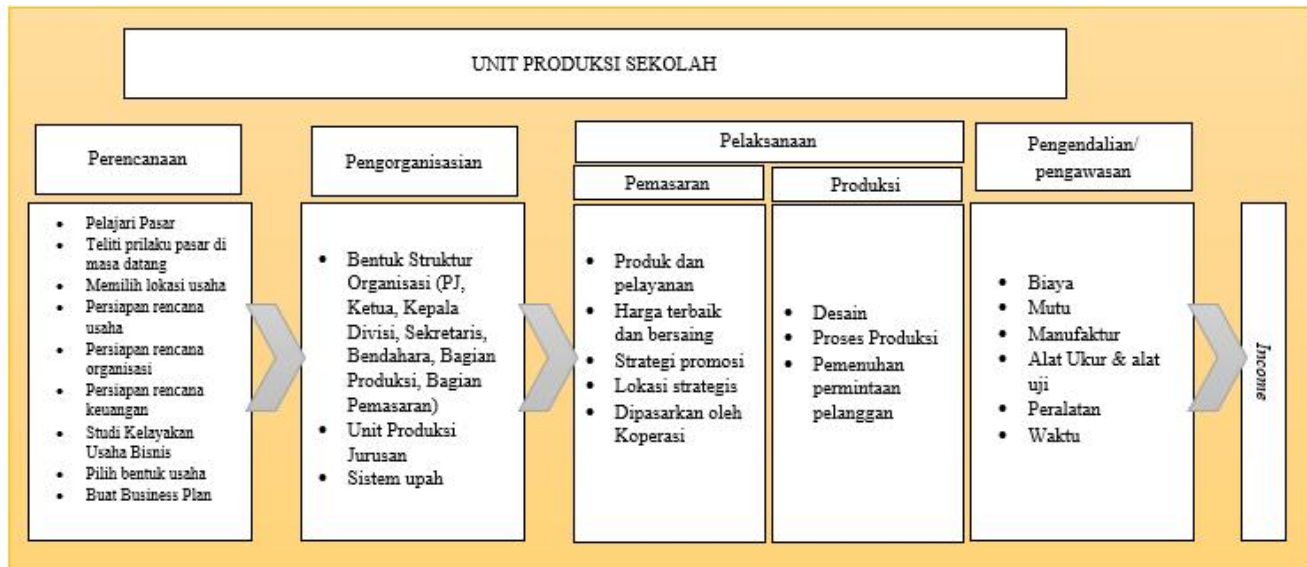 UNIT PRODUKSI SEKOLAH
Perencanaan
• Pelajari Pasar
• Teliti prilaku pasar di
masa datang
• Memilih lokasi usaha
• Persiapan rencana
usaha
• Persiapan rencana
organisasi
• Persiapan rencana
keuangan
• Studi Kelayakan
Usaha Bisnis
• Pilih bentuk usaha
• Buat Business Plan
Pengorganisasian
• Bentuk Struktur
Organisasi (PJ,
Ketua, Kepala
Divisi, Sekretaris,
Bendahara, Bagian
Produksi, Bagian
Pemasaran)
• Unit Produksi
Jurusan
• Sistem upah
Pelaksanaan
Pemasaran
• Produk dan
pelayanan
• Harga terbaik
dan bersaing
• Strategi promosi
• Lokasi strategis
• Dipasarkan oleh
Koperasi
Produksi
• Desain
• Proses Produksi
• Pemenuhan
permintaan
pelanggan
Pengendalian/
pengawasan
• Biaya
• Mutu
• Manufaktur
• Alat Ukur & alat
uji
• Peralatan
• Waktu
Income